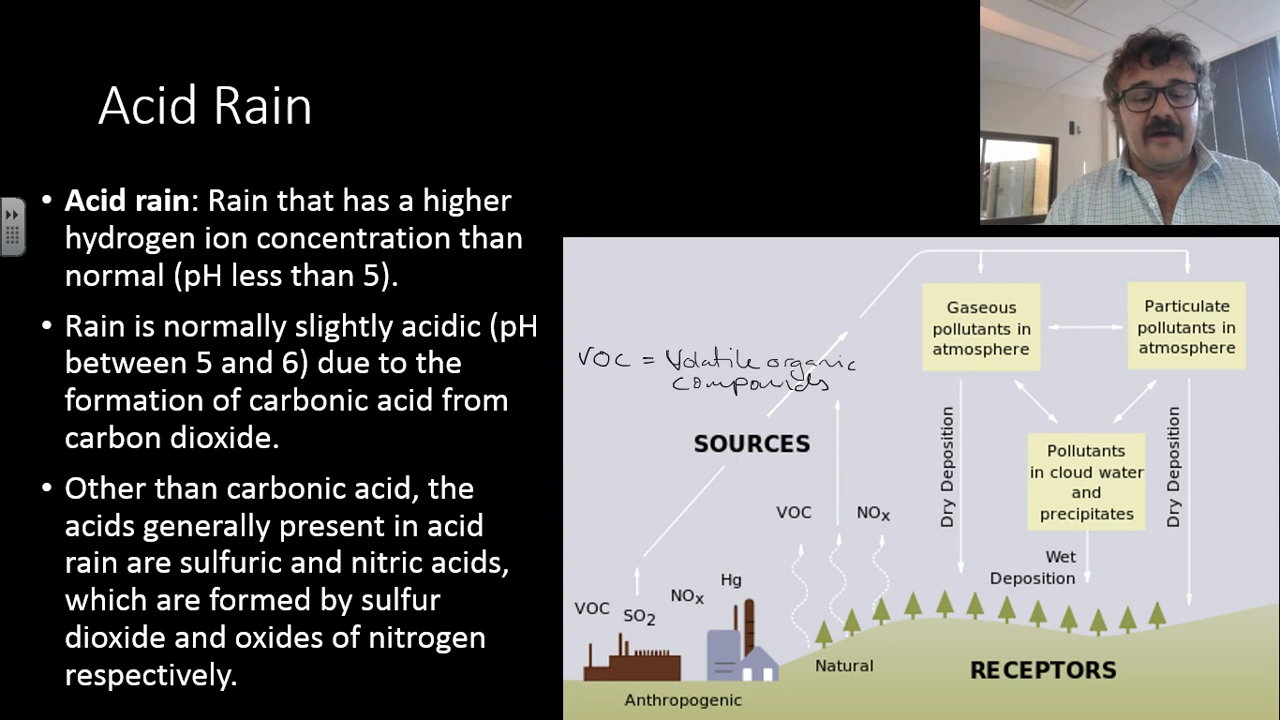 Acid Rain
• Acid rain: Rain that has a higher
hydrogen ion concentration than
normal (pH less than 5).
• Rain is normally slightly acidic (pH
between 5 and 6) due to the
formation of carbonic acid from
carbon dioxide.
• Other than carbonic acid, the
acids generally present in acid
rain are sulfuric and nitric acids,
which are formed by sulfur
dioxide and oxides of nitrogen
respectively.
VOC = Volatile organic
compounds
SOURCES
Gaseous
pollutants in
atmosphere
Particulate
pollutants in
atmosphere
Pollutants
in cloud water
and
precipitates
Dry Deposition
Dry Deposition
Wet
Deposition
VOC
NOx
VOC
SO2
NOx
Hg
Natural
Anthropogenic
RECEPTORS